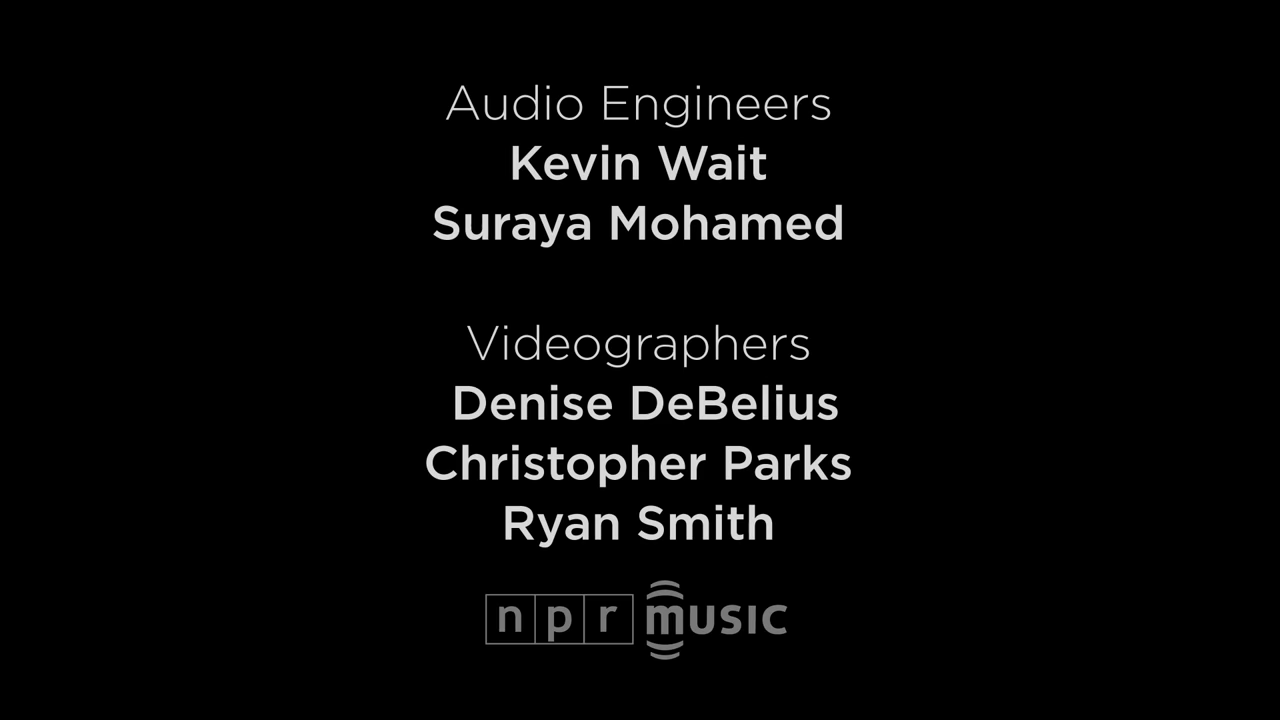 Audio Engineers
Kevin Wait
Suraya Mohamed
Videographers
Denise DeBelius
Christopher Parks
Ryan Smith
npr music